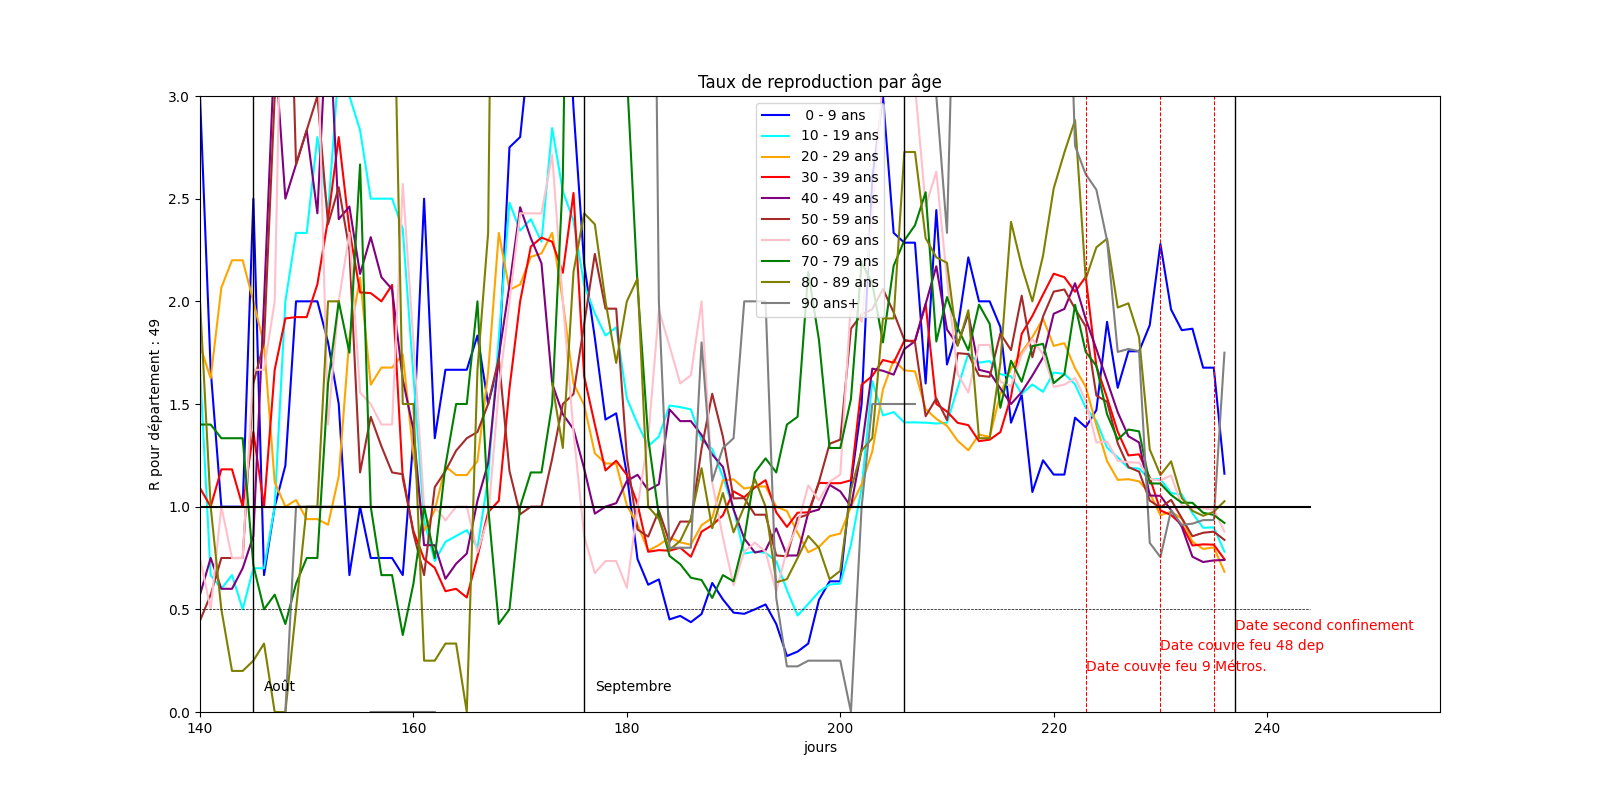 Taux de reproduction par âge
R pour département : 49
3.0
2.5
2.0
1.5
1.0
0.5
0.0
0 - 9 ans
10 - 19 ans
20 - 29 ans
30 - 39 ans
40 - 49 ans
50 - 59 ans
60 - 69 ans
70 - 79 ans
80 - 89 ans
90 ans+
Date second confinement
Date couvre feu 48 dep
Date couvre feu 9 Métros.
Août
Septembre
140
160
180
200
220
240
jours